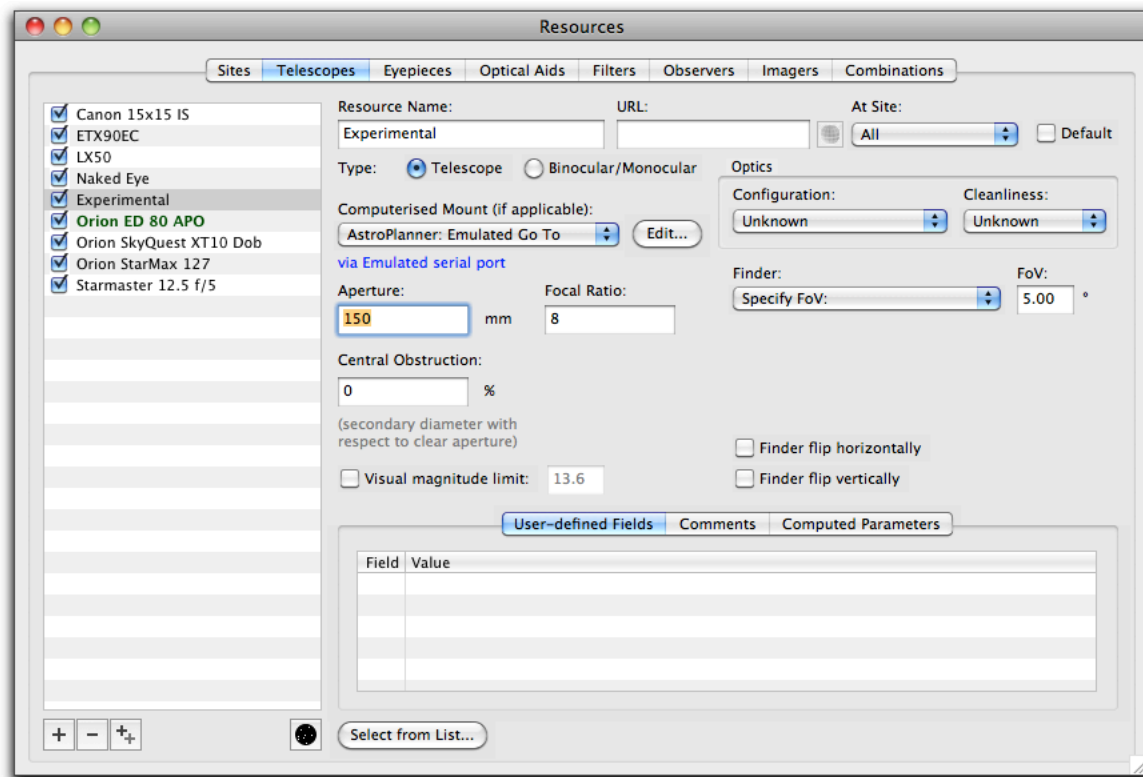 Resources
Sites Telescopes Eyepieces Optical Aids Filters Observers Imagers Combinations
Canon 15x15 IS
ETX90EC
LX50
Naked Eye
Experimental
Orion ED 80 APO
Orion SkyQuest XT10 Dob
Orion StarMax 127
Starmaster 12.5 f/5
Resource Name: URL: At Site:
Experimental All Default
Type: Telescope Binocular/Monocular
Optics
Configuration: Cleanliness:
Unknown Unknown
Computerised Mount (if applicable):
AstroPlanner: Emulated Go To Edit...
via Emulated serial port
Finder: FoV:
Specify FoV: 5.00 °
Aperture: Focal Ratio:
150 mm 8
Central Obstruction:
0 %
(secondary diameter with
respect to clear aperture)
Finder flip horizontally
Visual magnitude limit: 13.6 Finder flip vertically
User-defined Fields Comments Computed Parameters
Field Value
+ - ++
Select from List...